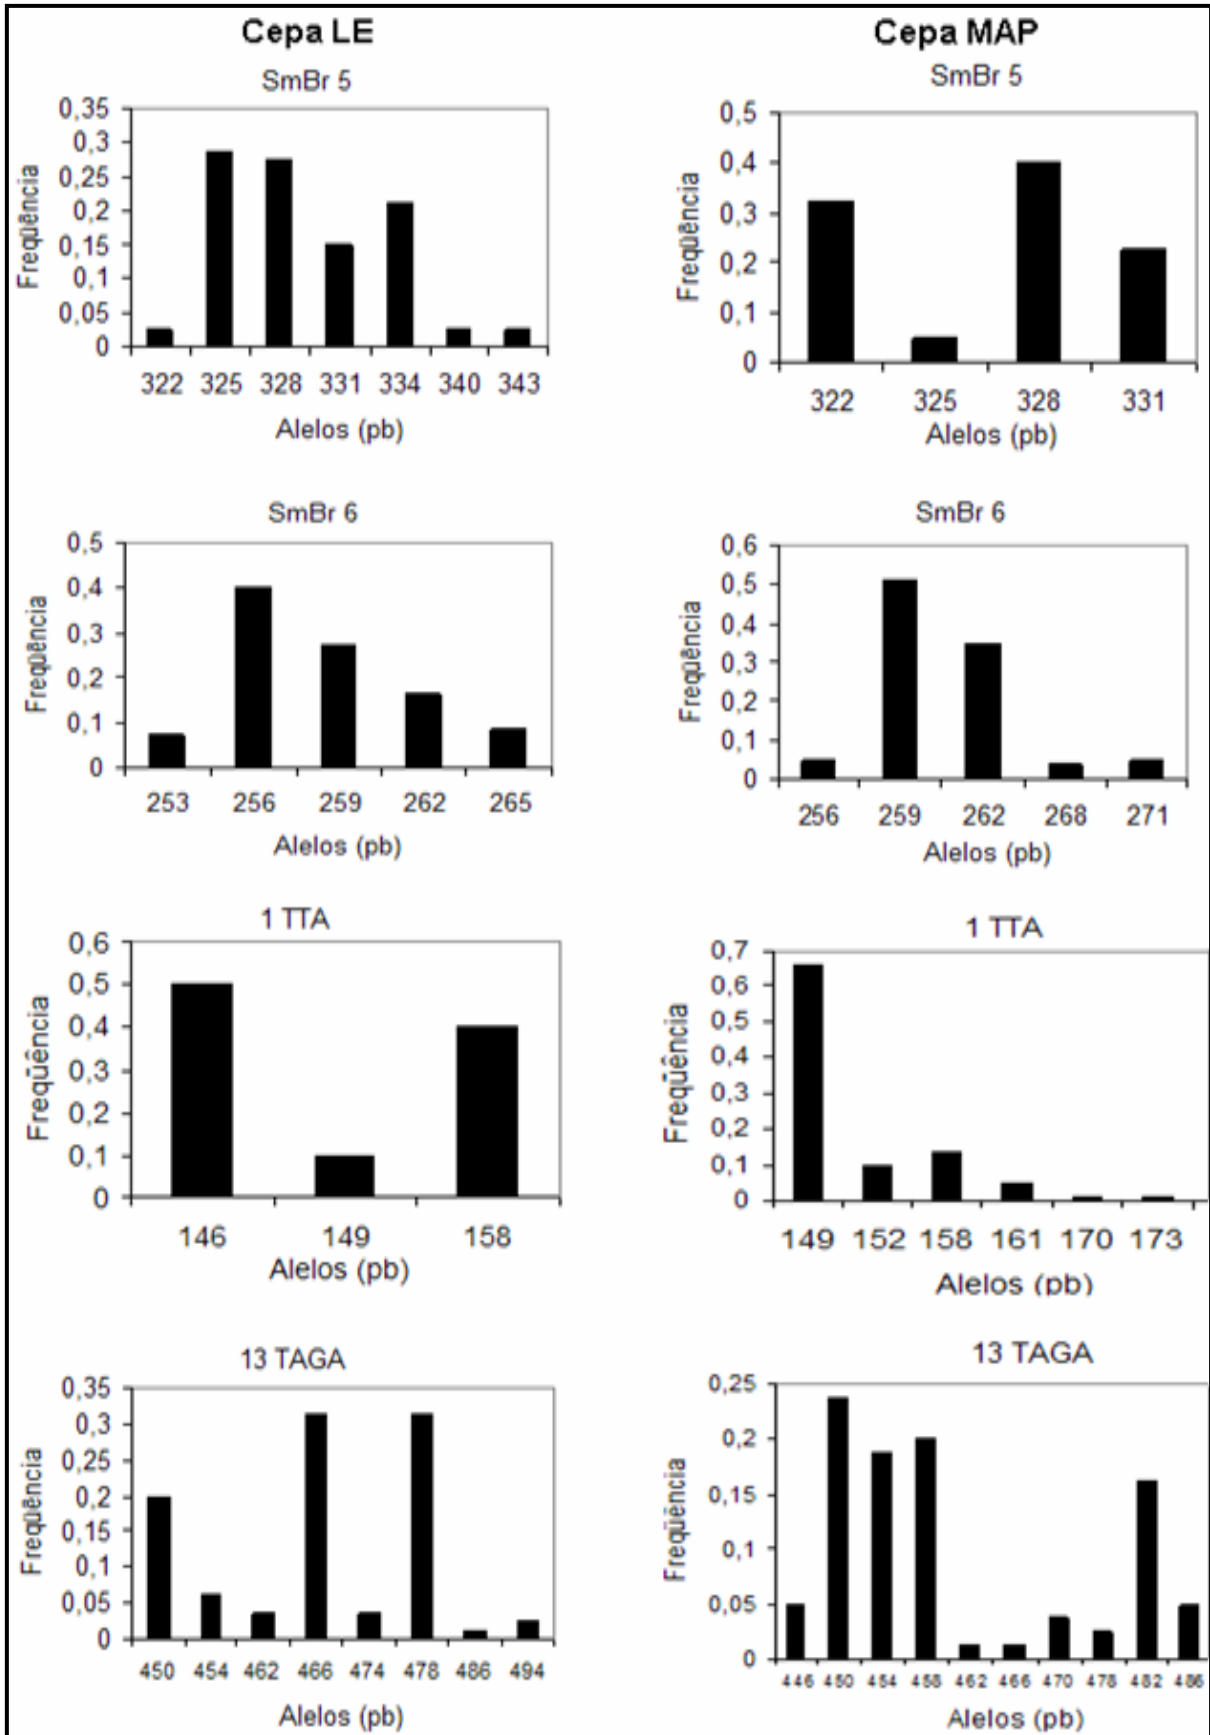 Cepa LE
SmBr 5
Freqüência
0,35
0,3
0,25
0,2
0,15
0,1
0,05
0
322 325 328 331 334 340 343
Alelos (pb)
SmBr 6
Freqüência
0,5
0,4
0,3
0,2
0,1
0
253 256 259 262 265
Alelos (pb)
1 TTA
Freqüência
0,6
0,5
0,4
0,3
0,2
0,1
0
146 149 158
Alelos (pb)
13 TAGA
Freqüência
0,35
0,3
0,25
0,2
0,15
0,1
0,05
0
450 454 462 466 474 478 486 494
Alelos (pb)
Cepa MAP
SmBr 5
Freqüência
0,5
0,4
0,3
0,2
0,1
0
322 325 328 331
Alelos (pb)
SmBr 6
Freqüência
0,6
0,5
0,4
0,3
0,2
0,1
0
256 259 262 268 271
Alelos (pb)
1 TTA
Freqüência
0,7
0,6
0,5
0,4
0,3
0,2
0,1
0
149 152 158 161 170 173
Alelos (pb)
13 TAGA
Freqüência
0,25
0,2
0,15
0,1
0,05
0
446 450 454 458 462 466 470 478 482 486
Alelos (pb)